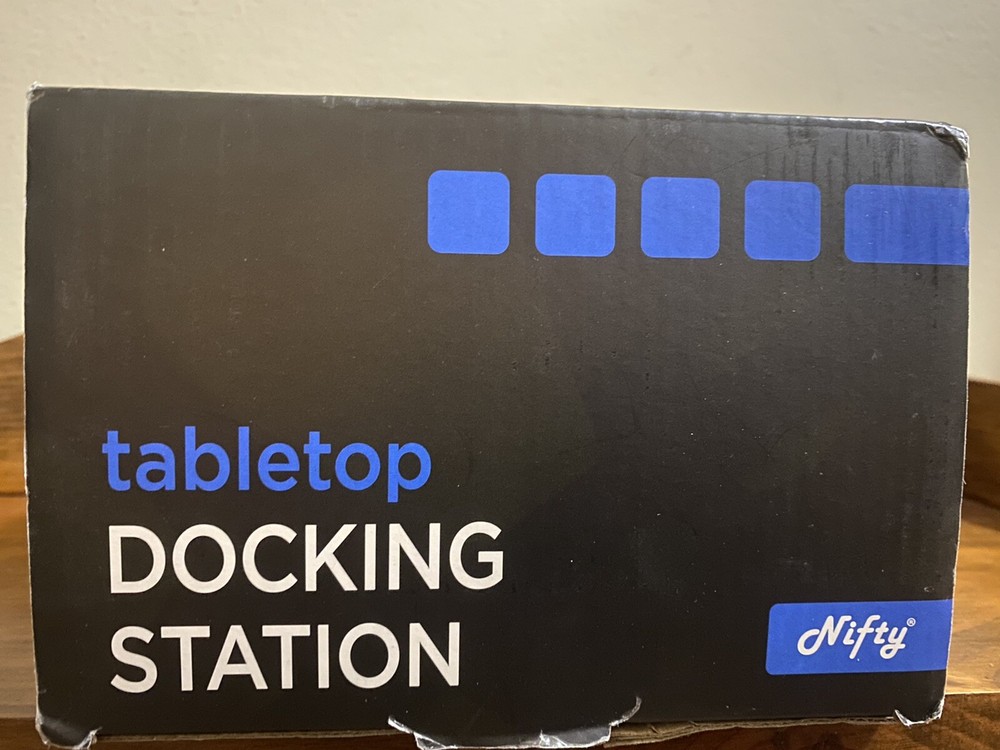 tabletop
DOCKING
STATION
Nifty®